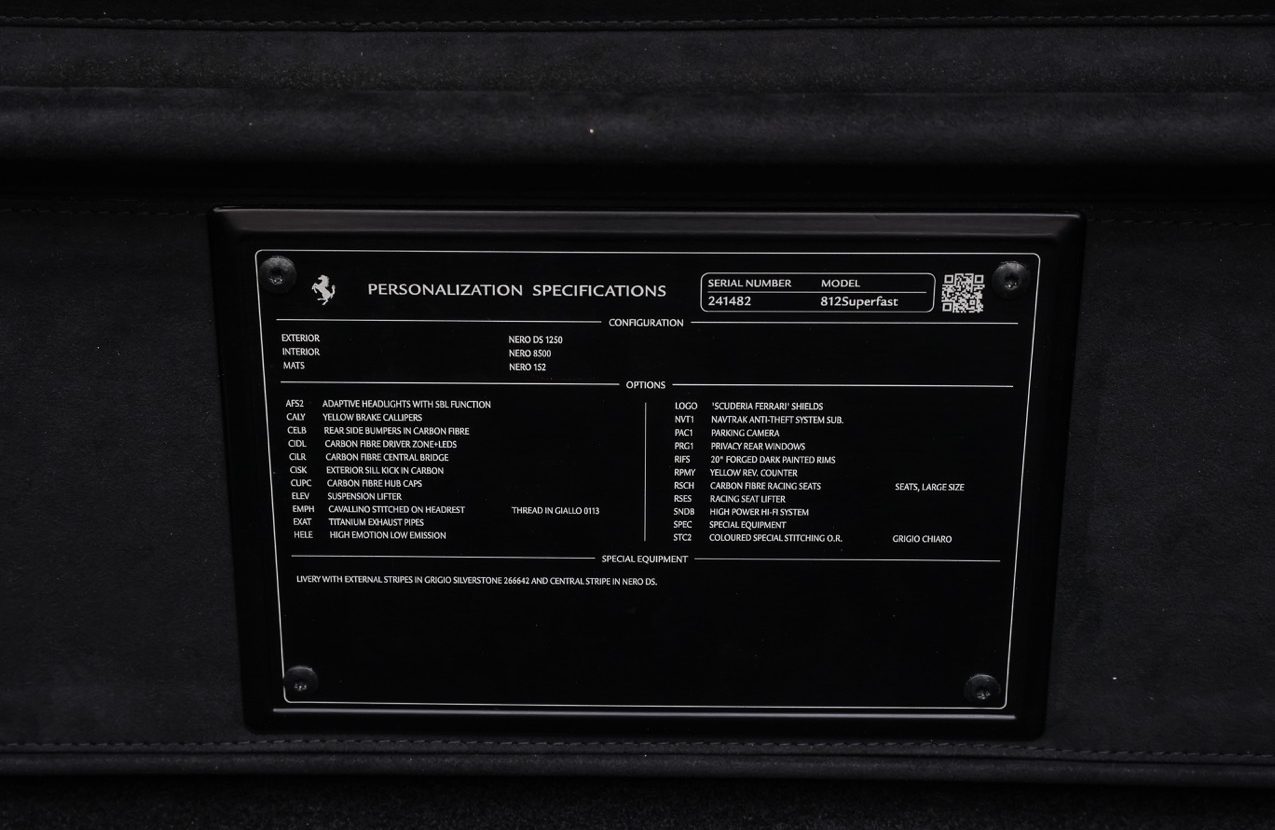 PERSONALIZATION SPECIFICATIONS
SERIAL NUMBER MODEL
241482 812Superfast
CONFIGURATION
EXTERIOR NERO DS 1250
INTERIOR NERO 8500
MATS NERO 152
OPTIONS
AFS2 ADAPTIVE HEADLIGHTS WITH SBL FUNCTION
CALY YELLOW BRAKE CALLIPERS
CELB REAR SIDE BUMPERS IN CARBON FIBRE
CIDL CARBON FIBRE DRIVER ZONE+LEDS
CILR CARBON FIBRE CENTRAL BRIDGE
CISK EXTERIOR SILL KICK IN CARBON
CUPC CARBON FIBRE HUB CAPS
ELEV SUSPENSION LIFTER
EMPH CAVALLINO STITCHED ON HEADREST THREAD IN GIALLO 0113
EXAT TITANIUM EXHAUST PIPES
HELE HIGH EMOTION LOW EMISSION
LOGO 'SCUDERIA FERRARI' SHIELDS
NVT1 NAVTRAK ANTI-THEFT SYSTEM SUB.
PAC1 PARKING CAMERA
PRG1 PRIVACY REAR WINDOWS
RIFS 20" FORGED DARK PAINTED RIMS
RPMY YELLOW REV. COUNTER
RSCH CARBON FIBRE RACING SEATS SEATS, LARGE SIZE
RSES RACING SEAT LIFTER
SNDB HIGH POWER HI-FI SYSTEM
SPEC SPECIAL EQUIPMENT
STC2 COLOURED SPECIAL STITCHING O.R. GRIGIO CHIARO
SPECIAL EQUIPMENT
LIVERY WITH EXTERNAL STRIPES IN GRIGIO SILVERSTONE 266642 AND CENTRAL STRIPE IN NERO DS.